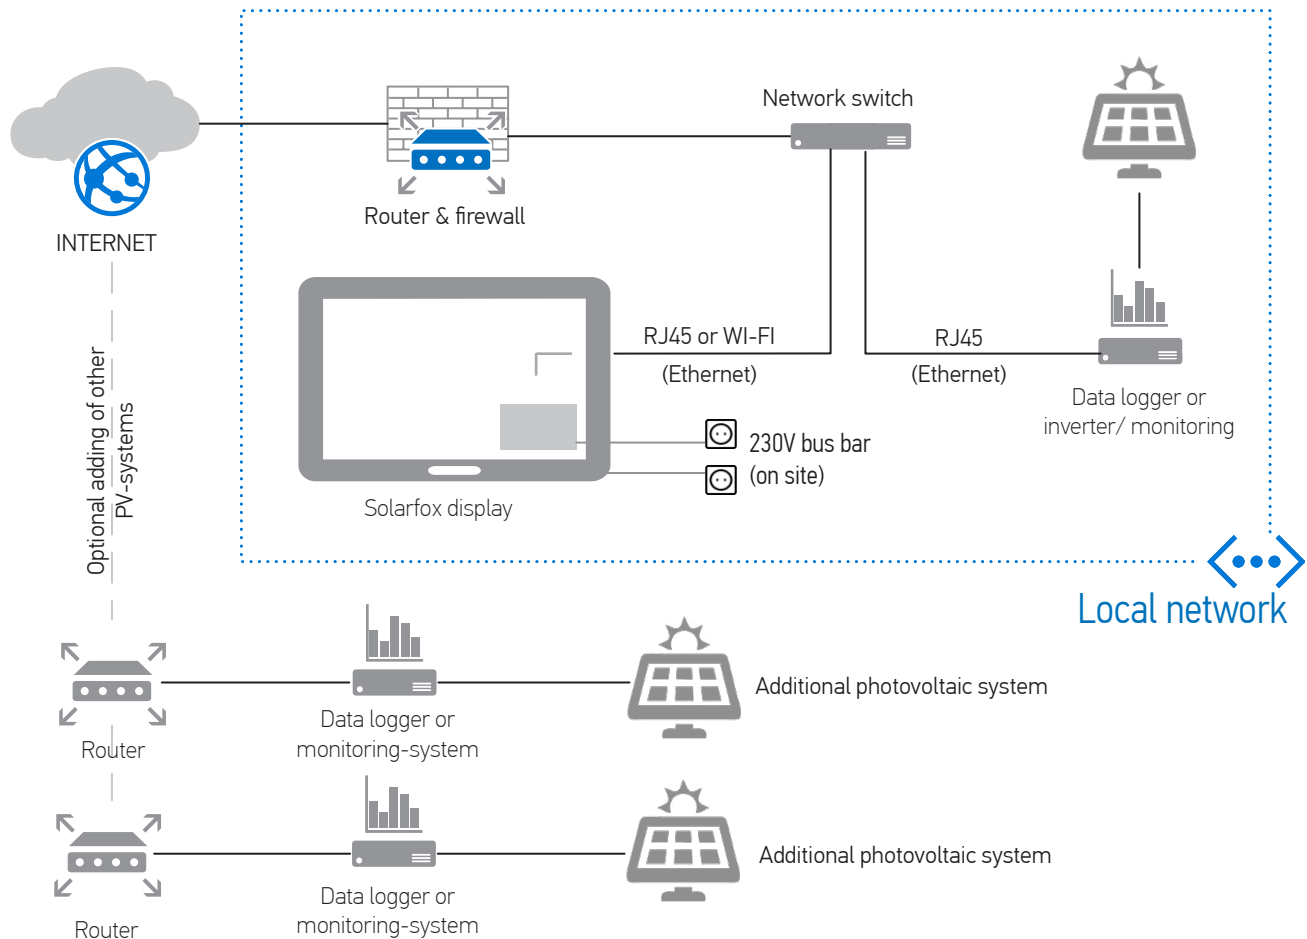 Network switch
Router & firewall
INTERNET
RJ45 or WI-FI
(Ethernet)
RJ45
(Ethernet)
Data logger or
inverter/ monitoring
230V bus bar
(on site)
Solarfox display
Optional adding of other
PV-systems
Local network
Additional photovoltaic system
Data logger or
monitoring-system
Router
Additional photovoltaic system
Data logger or
monitoring-system
Router